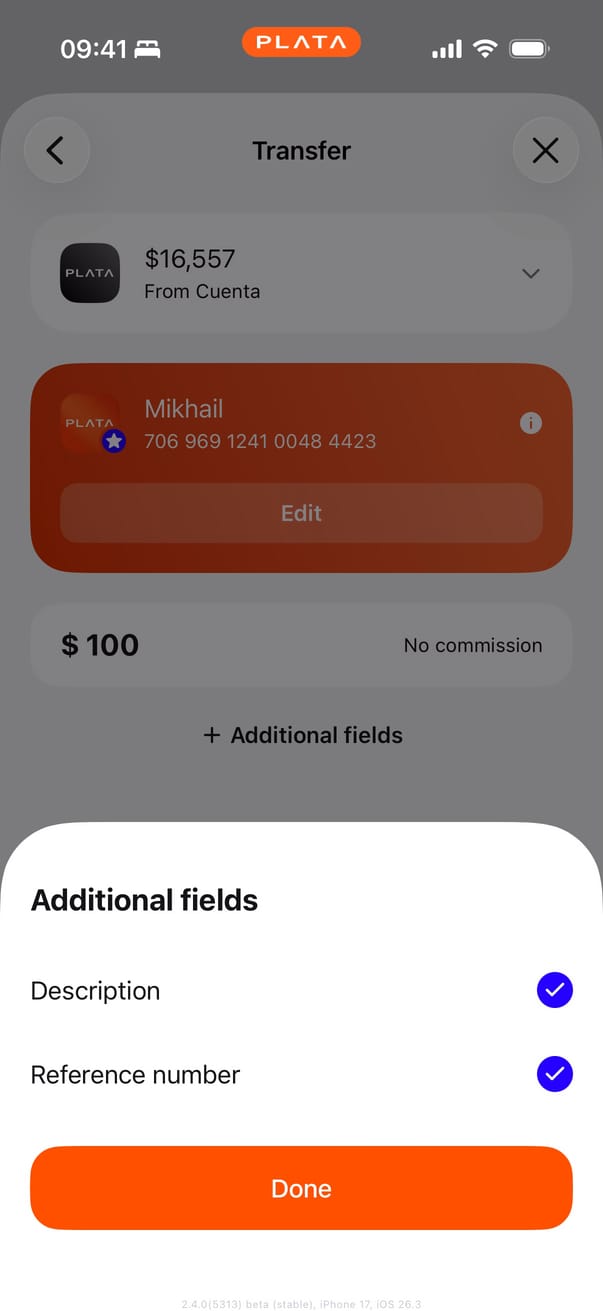 09:41
PLATA
Transfer
PLATA
$16,557
From Cuenta
PLATA
Mikhail
706 969 1241 0048 4423
Edit
$ 100
No commission
+ Additional fields
Additional fields
Description
Reference number
Done
2.4.0(5313) beta (stable), iPhone 17, iOS 26.3